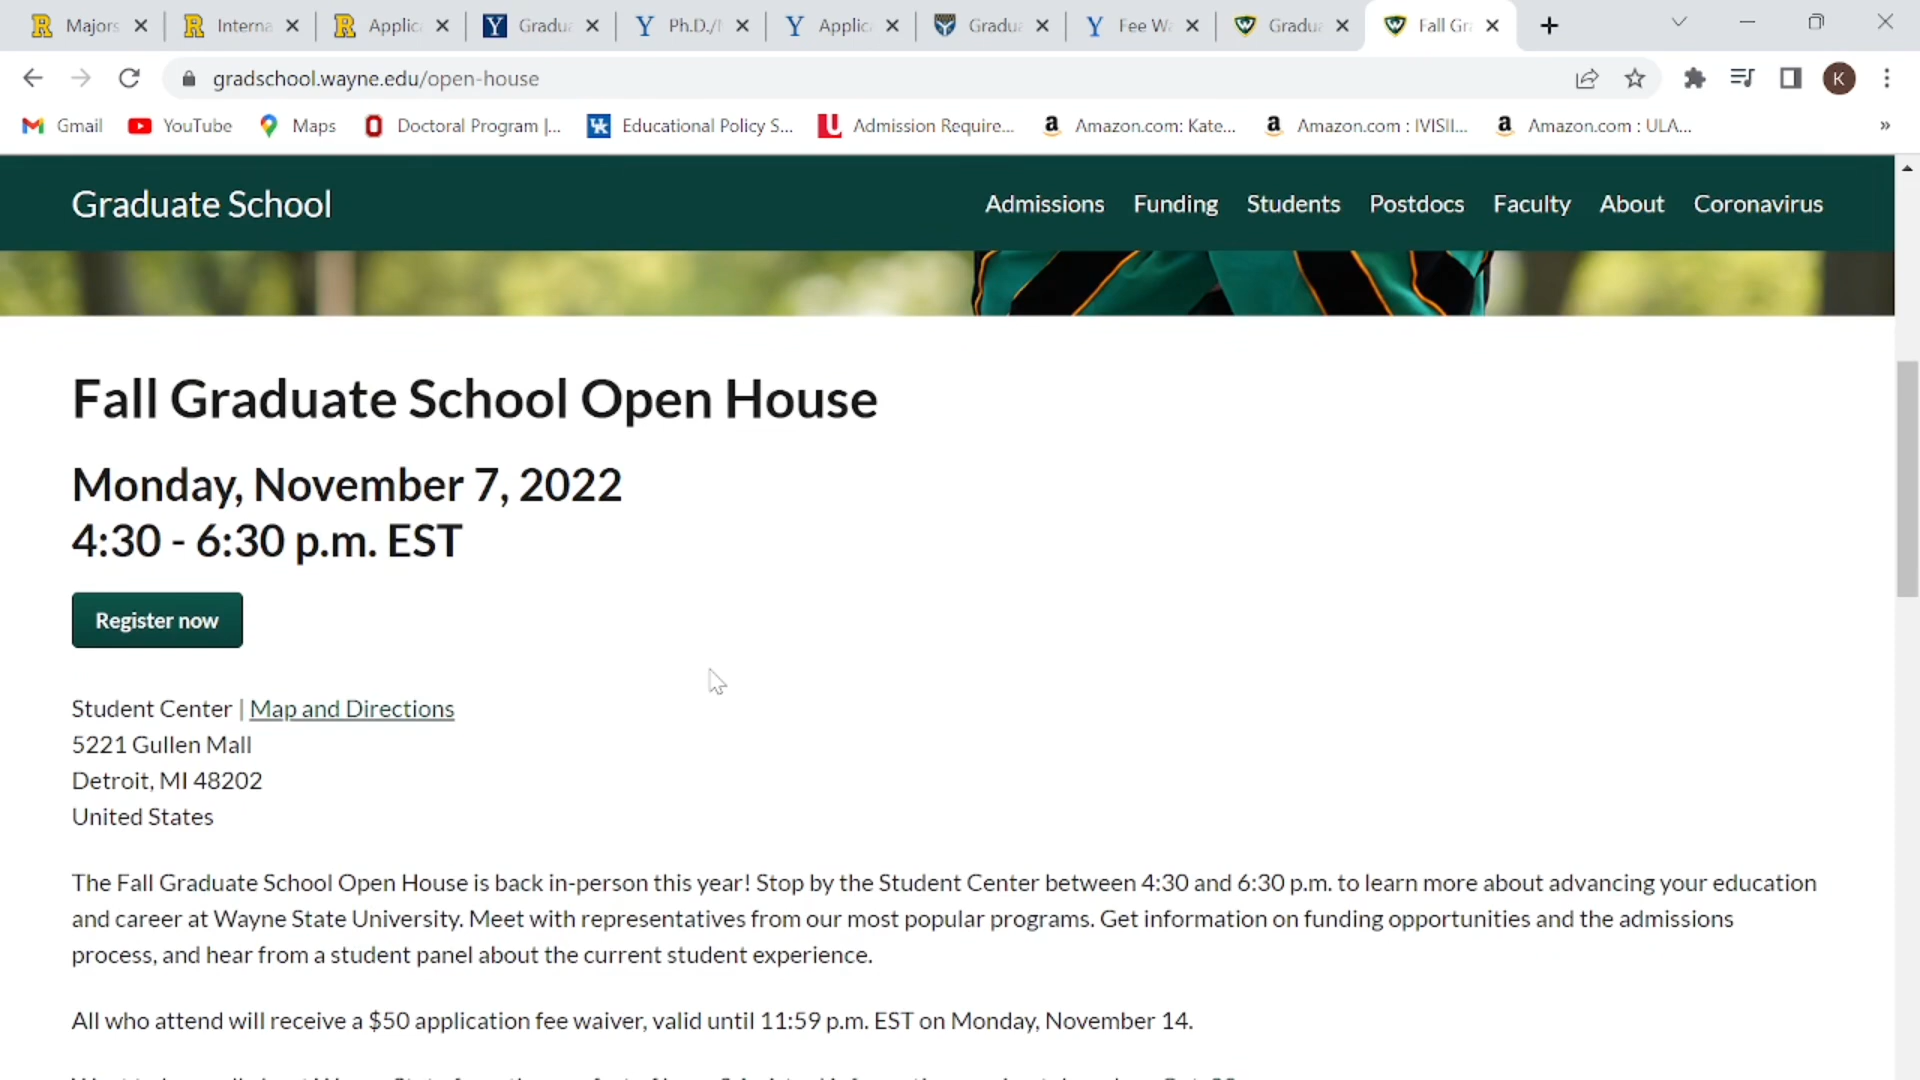 Majors
Interna
Applic
Gradu
Ph.D./
Applic
Gradu
Fee W
Gradu
Fall Gr
gradschool.wayne.edu/open-house
K
Gmail
YouTube
Maps
Doctoral Program |...
Educational Policy S...
Admission Require...
Amazon.com: Kate...
Amazon.com : IVISII...
Amazon.com : ULA...
»
Graduate School
Admissions
Funding
Students
Postdocs
Faculty
About
Coronavirus
Fall Graduate School Open House
Monday, November 7, 2022
4:30 - 6:30 p.m. EST
Register now
Student Center | Map and Directions
5221 Gullen Mall
Detroit, MI 48202
United States
The Fall Graduate School Open House is back in-person this year! Stop by the Student Center between 4:30 and 6:30 p.m. to learn more about advancing your education
and career at Wayne State University. Meet with representatives from our most popular programs. Get information on funding opportunities and the admissions
process, and hear from a student panel about the current student experience.
All who attend will receive a $50 application fee waiver, valid until 11:59 p.m. EST on Monday, November 14.